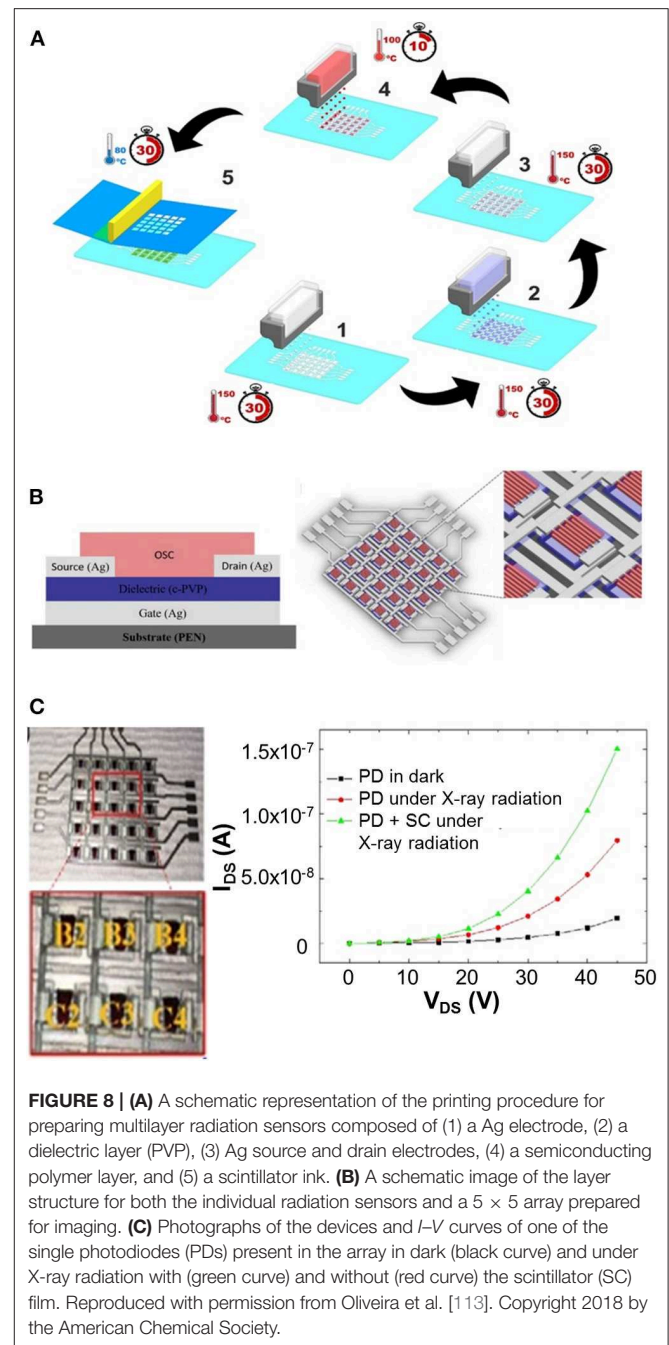 A
100
°C
10
4
80
°C
30
5
3
150
°C
30
1
2
150
°C
30
150
°C
30
B
OSC
Source (Ag)
Drain (Ag)
Dielectric (c-PVP)
Gate (Ag)
Substrate (PEN)
C
B2 B3 B4
C2 C3 C4
1.5x10-7
1.0x10-7
5.0x10-8
0
I_DS (A)
PD in dark
PD under X-ray radiation
PD + SC under
X-ray radiation
0 10 20 30 40 50
V_DS (V)
FIGURE 8 | (A) A schematic representation of the printing procedure for
preparing multilayer radiation sensors composed of (1) a Ag electrode, (2) a
dielectric layer (PVP), (3) Ag source and drain electrodes, (4) a semiconducting
polymer layer, and (5) a scintillator ink. (B) A schematic image of the layer
structure for both the individual radiation sensors and a 5 × 5 array prepared
for imaging. (C) Photographs of the devices and I–V curves of one of the
single photodiodes (PDs) present in the array in dark (black curve) and under
X-ray radiation with (green curve) and without (red curve) the scintillator (SC)
film. Reproduced with permission from Oliveira et al. [113]. Copyright 2018 by
the American Chemical Society.